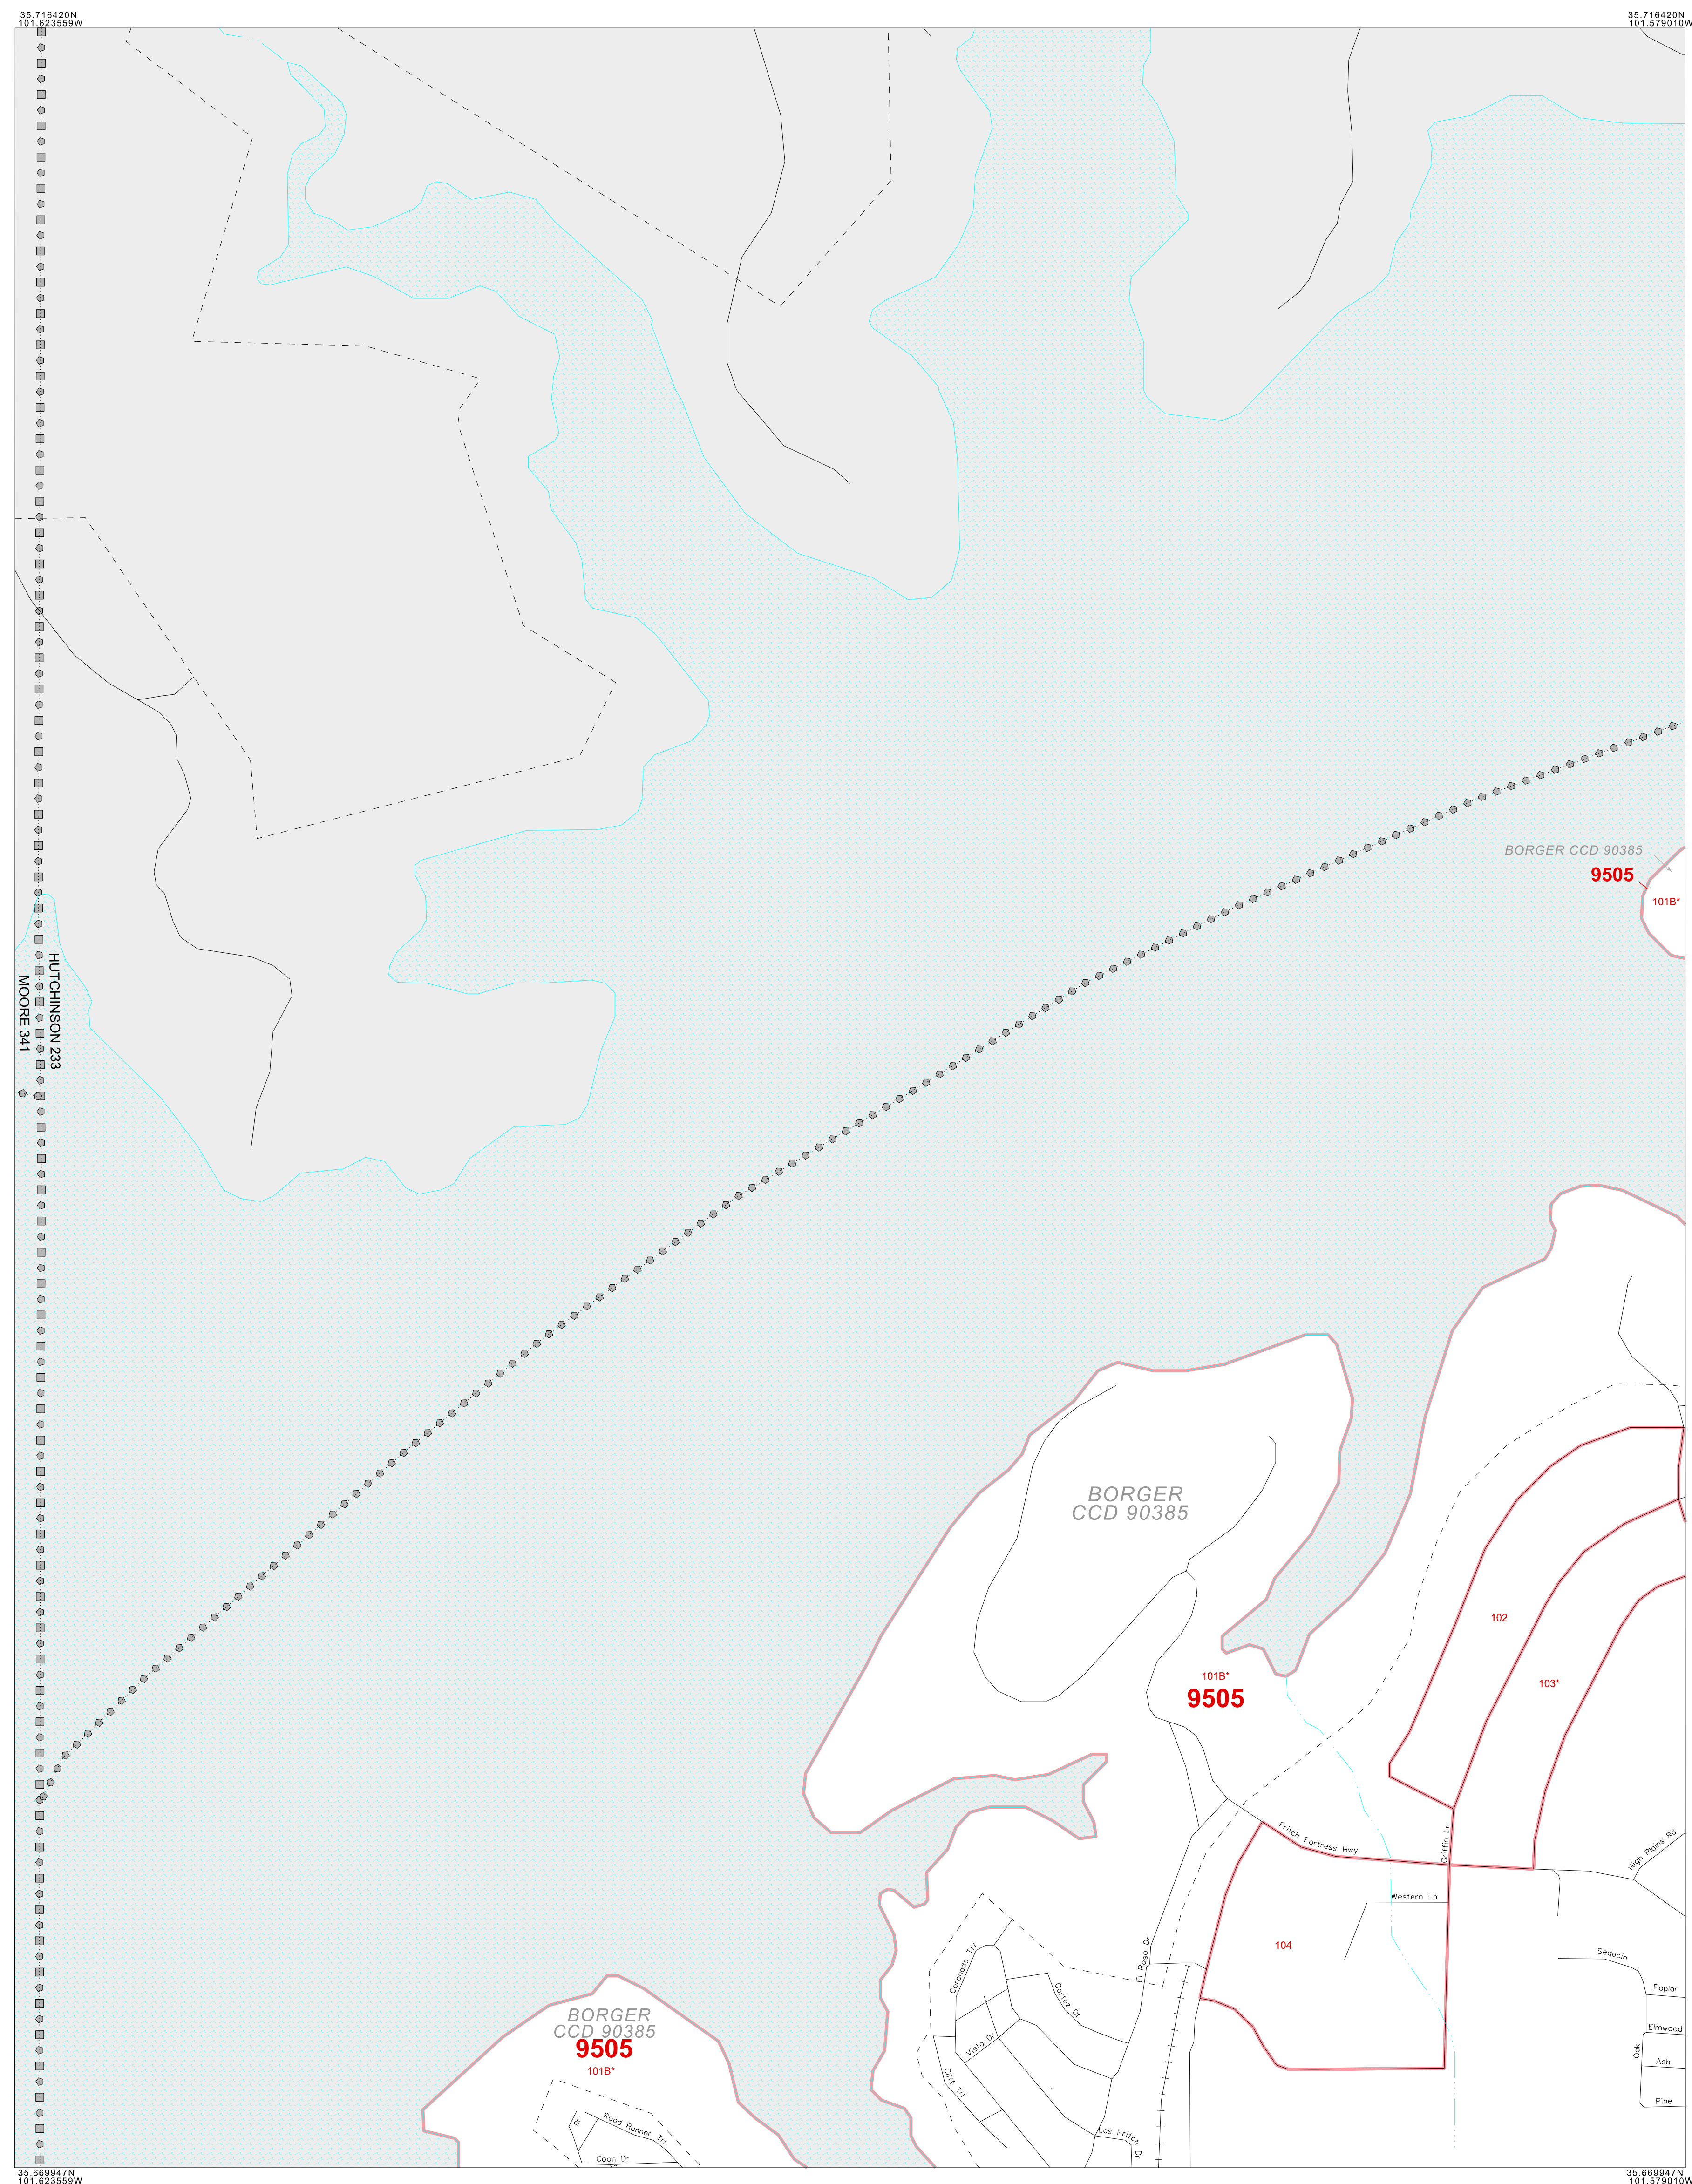 35.716420N
101.623559W
35.716420N
101.579010W
BORGER CCD 90385
9505
101B*
HUTCHINSON 233
MOORE 341
BORGER
CCD 90385
102
101B*
9505
103*
Fritch Fortress Hwy
Griffin Ln
High Plains Rd
Western Ln
104
El Paso Dr
Sequoia
Coronado Trl
Cortez Dr
Poplar
BORGER
CCD 90385
9505
101B*
Elmwood
Vista Dr
Oak
Ash
Cliff Trl
Pine
Road Runner Trl
Dr
Las Fritch Dr
Coon Dr
35.669947N
101.623559W
35.669947N
101.579010W